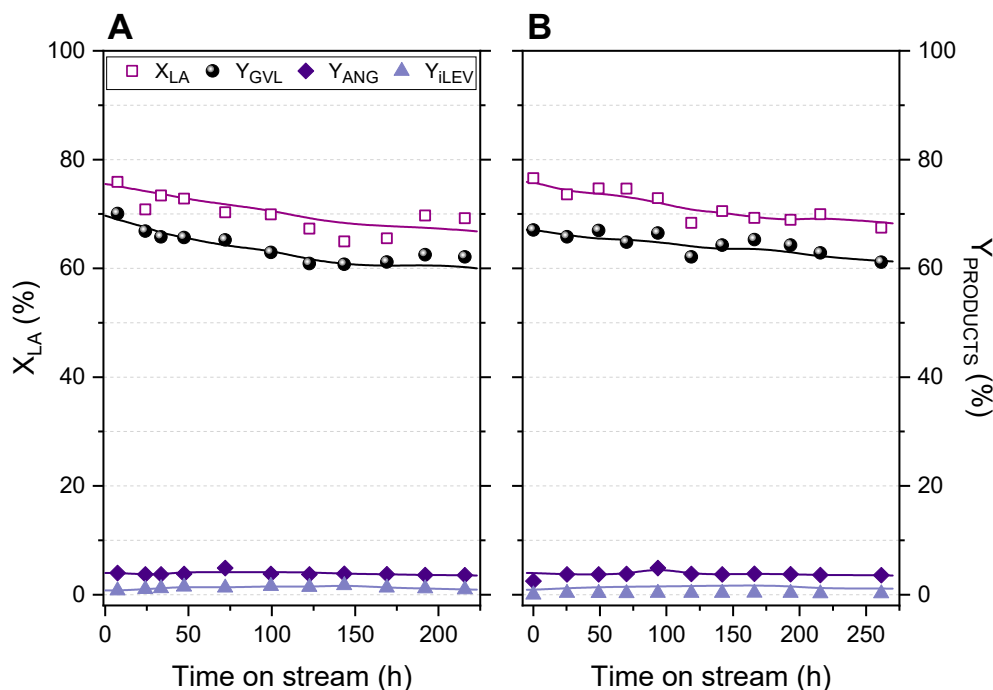 A B
100 100
X_LA Y_GVL Y_ANG Y_iLEV
80 80
60 60
40 40
20 20
0 0
X_LA (%)
Y_PRODUCTS (%)
0 50 100 150 200 0 50 100 150 200 250
Time on stream (h) Time on stream (h)